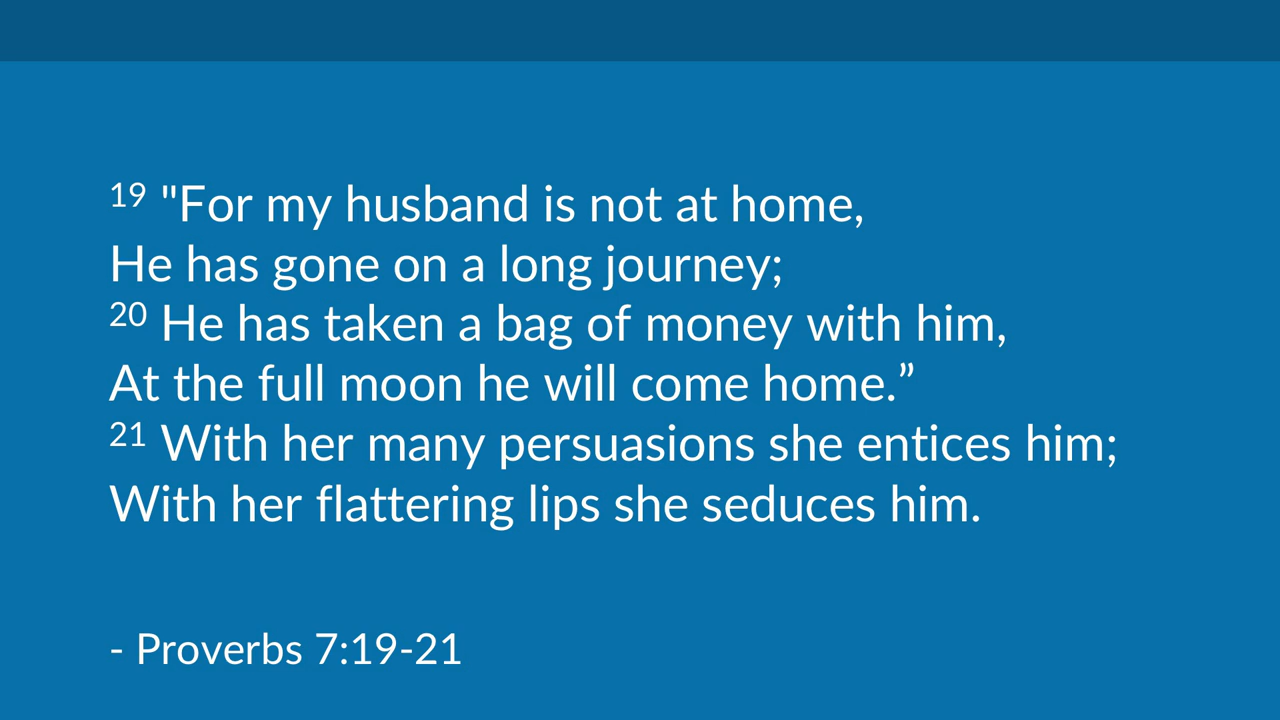 19 "For my husband is not at home,
He has gone on a long journey;
20 He has taken a bag of money with him,
At the full moon he will come home.”
21 With her many persuasions she entices him;
With her flattering lips she seduces him.
- Proverbs 7:19-21